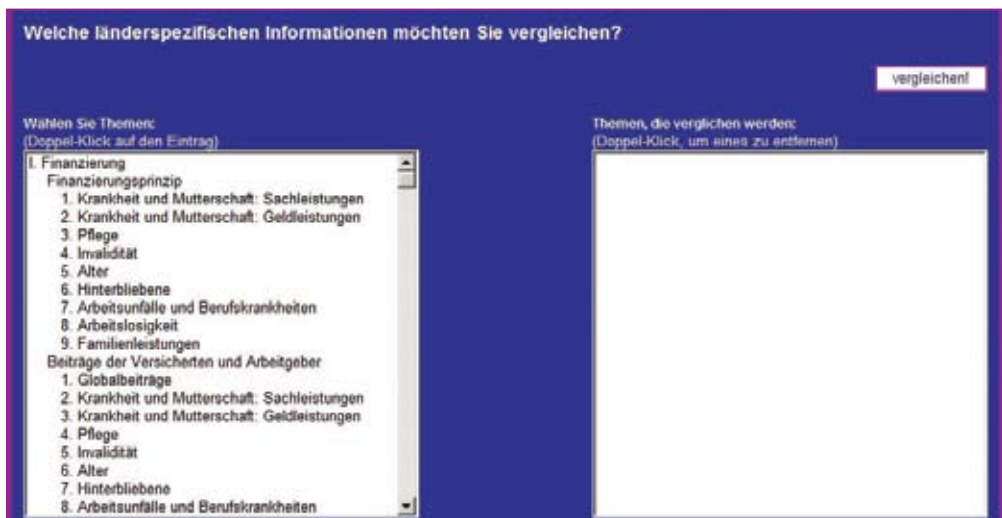 Welche länderspezifischen Informationen möchten Sie vergleichen?
vergleichen!
Wählen Sie Themen:
(Doppel-Klick auf den Eintrag)
I. Finanzierung
Finanzierungsprinzip
1. Krankheit und Mutterschaft: Sachleistungen
2. Krankheit und Mutterschaft: Geldleistungen
3. Pflege
4. Invalidität
5. Alter
6. Hinterbliebene
7. Arbeitsunfälle und Berufskrankheiten
8. Arbeitslosigkeit
9. Familienleistungen
Beiträge der Versicherten und Arbeitgeber
1. Globalbeiträge
2. Krankheit und Mutterschaft: Sachleistungen
3. Krankheit und Mutterschaft: Geldleistungen
4. Pflege
5. Invalidität
6. Alter
7. Hinterbliebene
8. Arbeitsunfälle und Berufskrankheiten
Themen, die verglichen werden:
(Doppel-Klick, um eines zu entfernen)